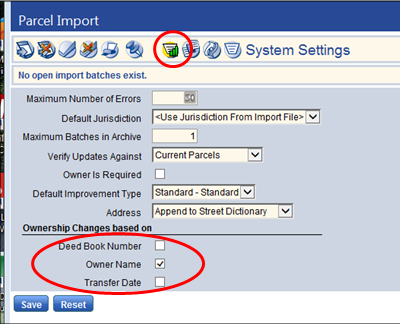 Parcel Import
System Settings
No open import batches exist.
Maximum Number of Errors 50
Default Jurisdiction <Use Jurisdiction From Import File>
Maximum Batches in Archive 1
Verify Updates Against Current Parcels
Owner Is Required
Default Improvement Type Standard - Standard
Address Append to Street Dictionary
Ownership Changes based on
Deed Book Number
Owner Name
Transfer Date
Save Reset